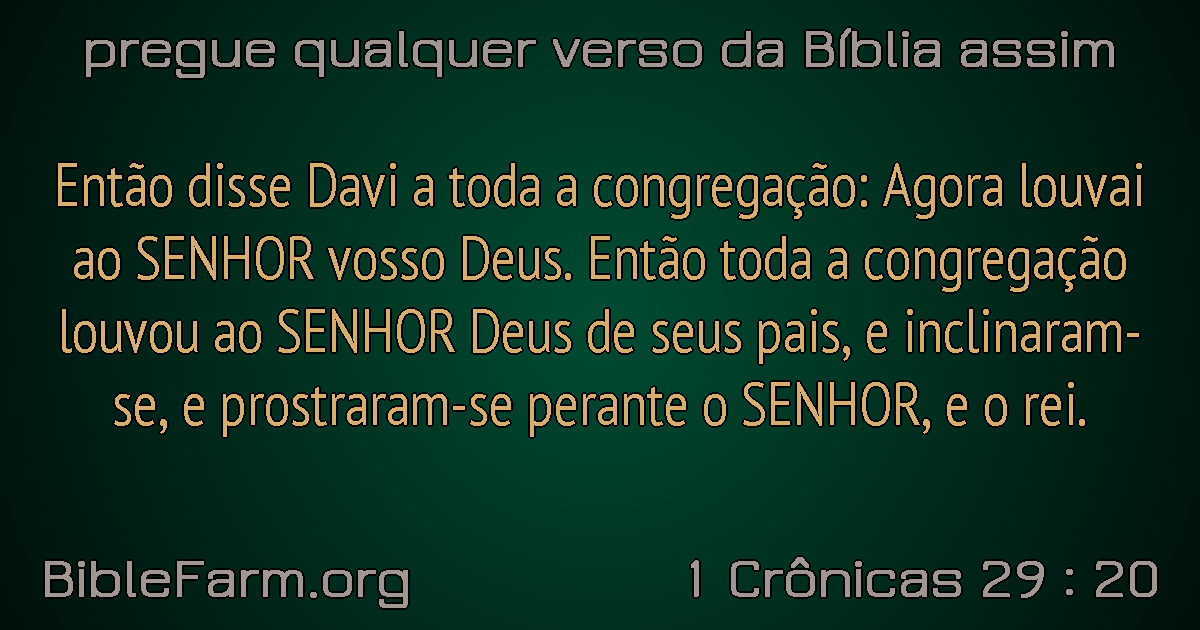 pregue qualquer verso da Bíblia assim
Então disse Davi a toda a congregação: Agora louvai
ao SENHOR vosso Deus. Então toda a congregação
louvou ao SENHOR Deus de seus pais, e inclinaram-
se, e prostraram-se perante o SENHOR, e o rei.
BibleFarm.org
1 Crônicas 29 : 20